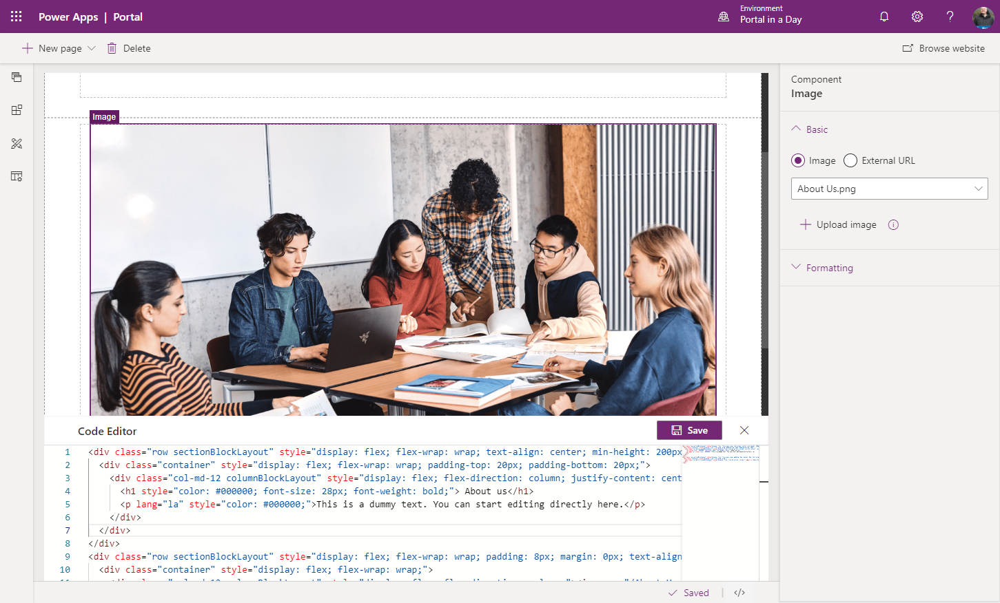 Power Apps | Portal
Environment
Portal in a Day
New page
Delete
Browse website
Component
Image
Basic
Image
External URL
About Us.png
Upload image
Formatting
Image
Code Editor
Save
1 <div class="row sectionBlockLayout" style="display: flex; flex-wrap: wrap; text-align: center; min-height: 200px
2 <div class="container" style="display: flex; flex-wrap: wrap; padding-top: 20px; padding-bottom: 20px;">
3 <div class="col-md-12 columnBlockLayout" style="display: flex; flex-direction: column; justify-content: cent
4 <h1 style="color: #000000; font-size: 28px; font-weight: bold;"> About us</h1>
5 <p lang="la" style="color: #000000;">This is a dummy text. You can start editing directly here.</p>
6 </div>
7 </div>
8 </div>
9 <div class="row sectionBlockLayout" style="display: flex; flex-wrap: wrap; padding: 8px; margin: 0px; text-align
10 <div class="container" style="display: flex; flex-wrap: wrap;">
Saved
</>